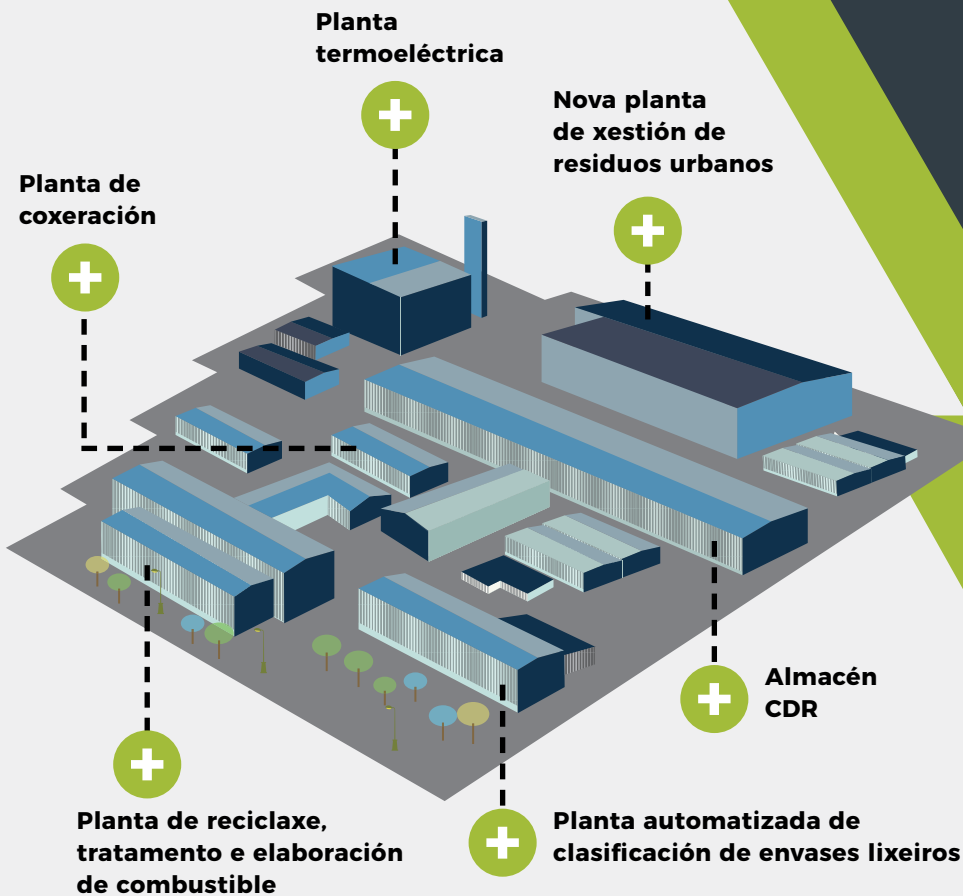 Planta
termoeléctrica
Nova planta
de xestión de
residuos urbanos
Planta de
coxeración
Almacén
CDR
Planta de reciclaxe,
tratamento e elaboración
de combustible
Planta automatizada de
clasificación de envases lixeiros